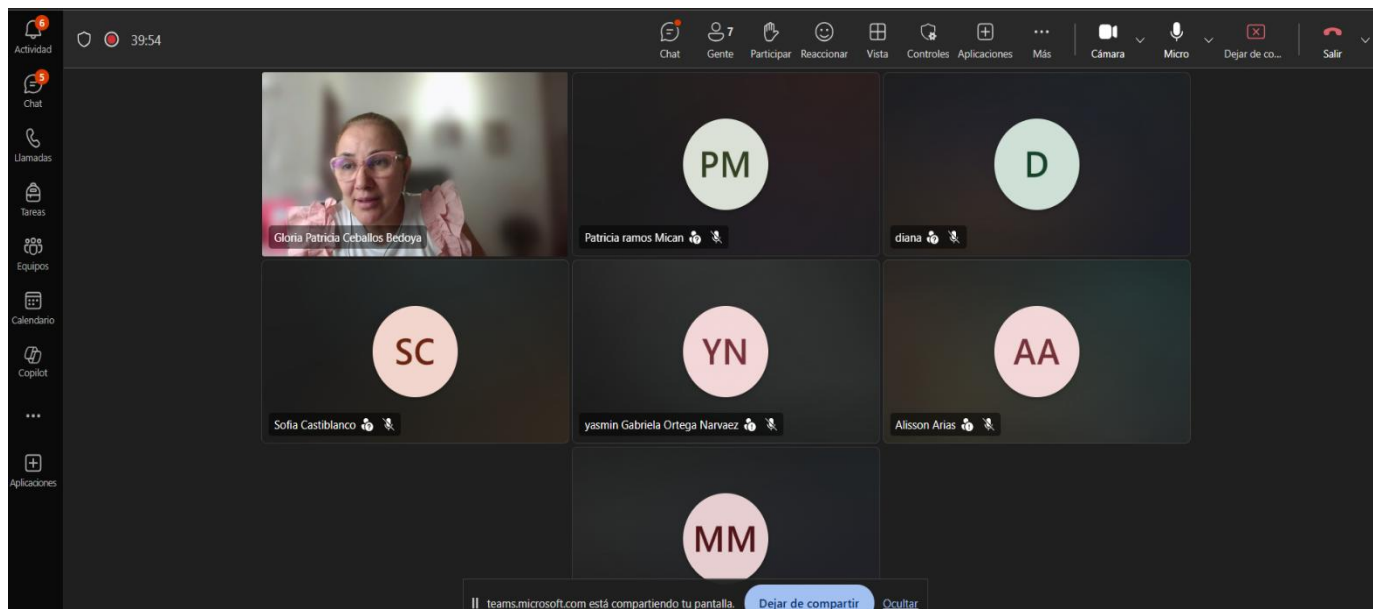 6
Actividad
39:54
7
Chat
Gente
Participar
Reaccionar
Vista
Controles
Aplicaciones
Más
Cámara
Micro
Dejar de co...
Salir
5
Chat
Llamadas
Tareas
Equipos
Calendario
Copilot
Aplicaciones
Gloria Patricia Ceballos Bedoya
PM
Patricia ramos Mican
D
diana
SC
Sofia Castiblanco
YN
yasmin Gabriela Ortega Narvaez
AA
Alisson Arias
MM
teams.microsoft.com está compartiendo tu pantalla.
Dejar de compartir
Ocultar